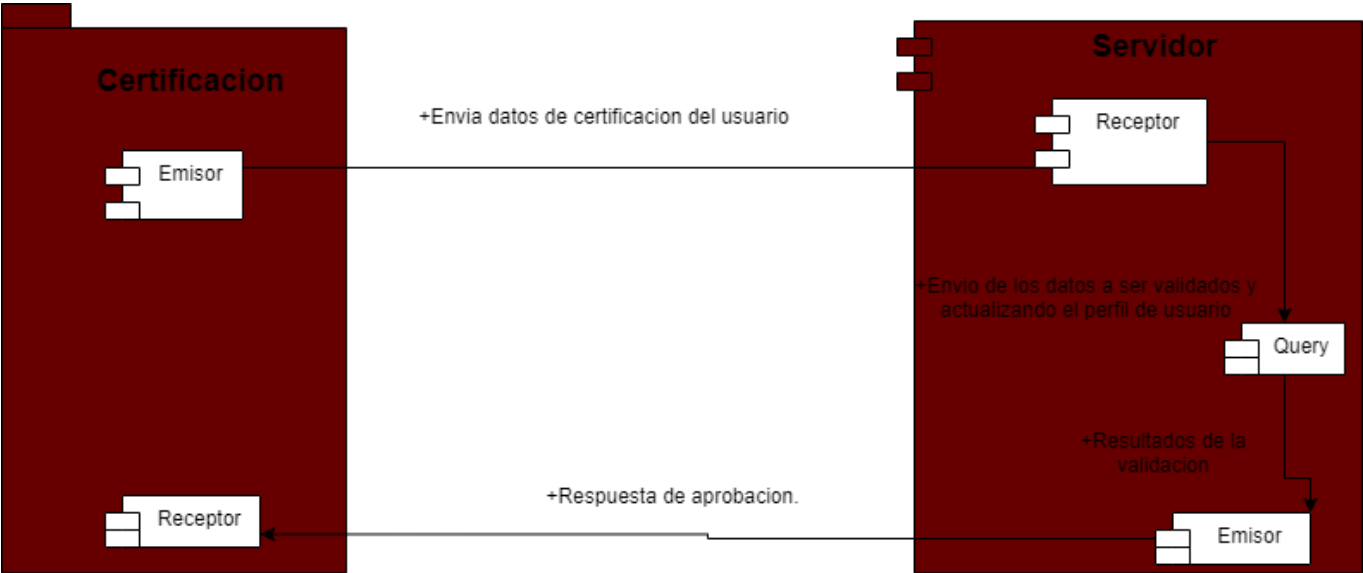 Certificacion
Servidor
+Envia datos de certificacion del usuario
Receptor
Emisor
+Envio de los datos a ser validados y
actualizando el perfil de usuario
Query
+Resultados de la
validacion
+Respuesta de aprobacion.
Receptor
Emisor